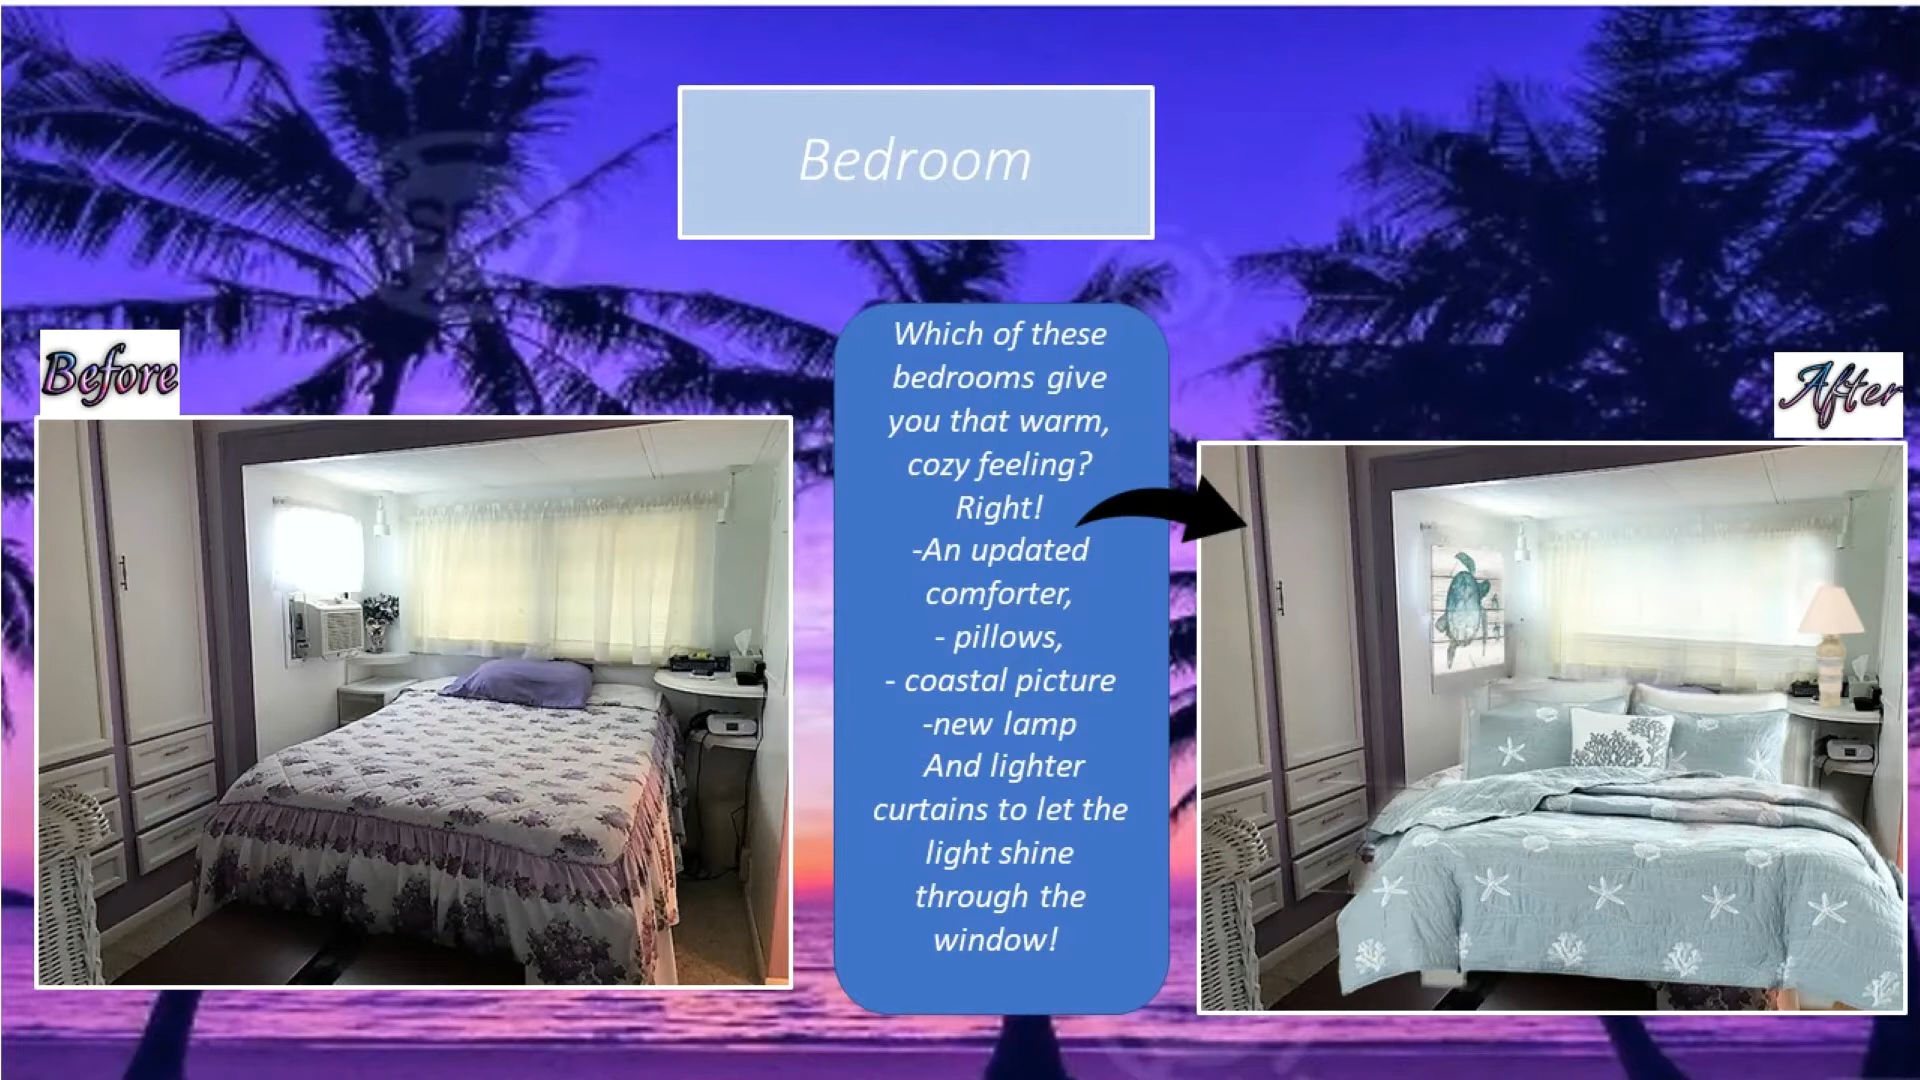 Bedroom
Before
After
Which of these
bedrooms give
you that warm,
cozy feeling?
Right!
-An updated
comforter,
- pillows,
- coastal picture
-new lamp
And lighter
curtains to let the
light shine
through the
window!